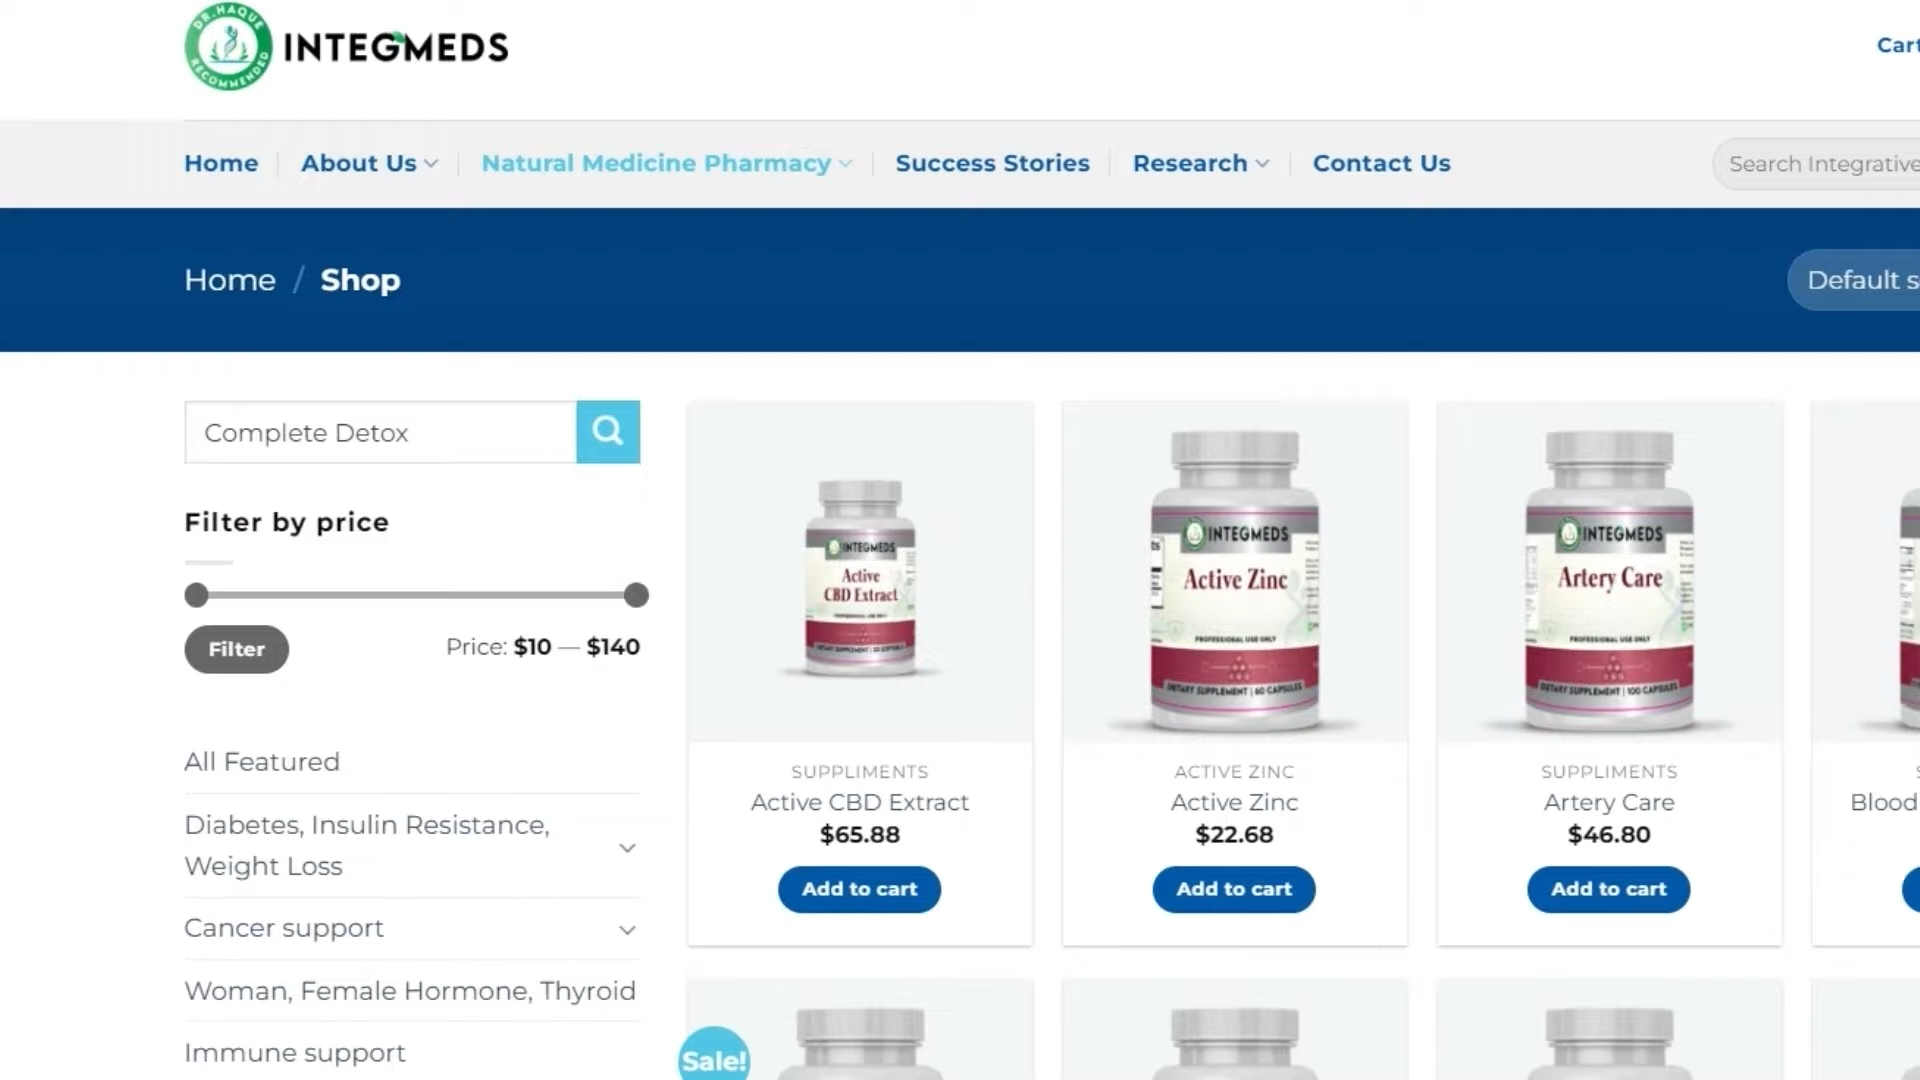 DR. HAQUE
RECOMMENDED
INTEGMEDS
Cart
Home
About Us
Natural Medicine Pharmacy
Success Stories
Research
Contact Us
Search Integrative
Home / Shop
Default s
Complete Detox
Filter by price
Filter
Price: $10 — $140
All Featured
Diabetes, Insulin Resistance,
Weight Loss
Cancer support
Woman, Female Hormone, Thyroid
Immune support
INTEGMEDS
Active
CBD Extract
PROFESSIONAL USE ONLY
SUPPLIMENTS
Active CBD Extract
$65.88
Add to cart
INTEGMEDS
Active Zinc
PROFESSIONAL USE ONLY
DIETARY SUPPLEMENT | 60 CAPSULES
ACTIVE ZINC
Active Zinc
$22.68
Add to cart
INTEGMEDS
Artery Care
PROFESSIONAL USE ONLY
DIETARY SUPPLEMENT | 100 CAPSULES
SUPPLIMENTS
Artery Care
$46.80
Add to cart
Blood
Sale!